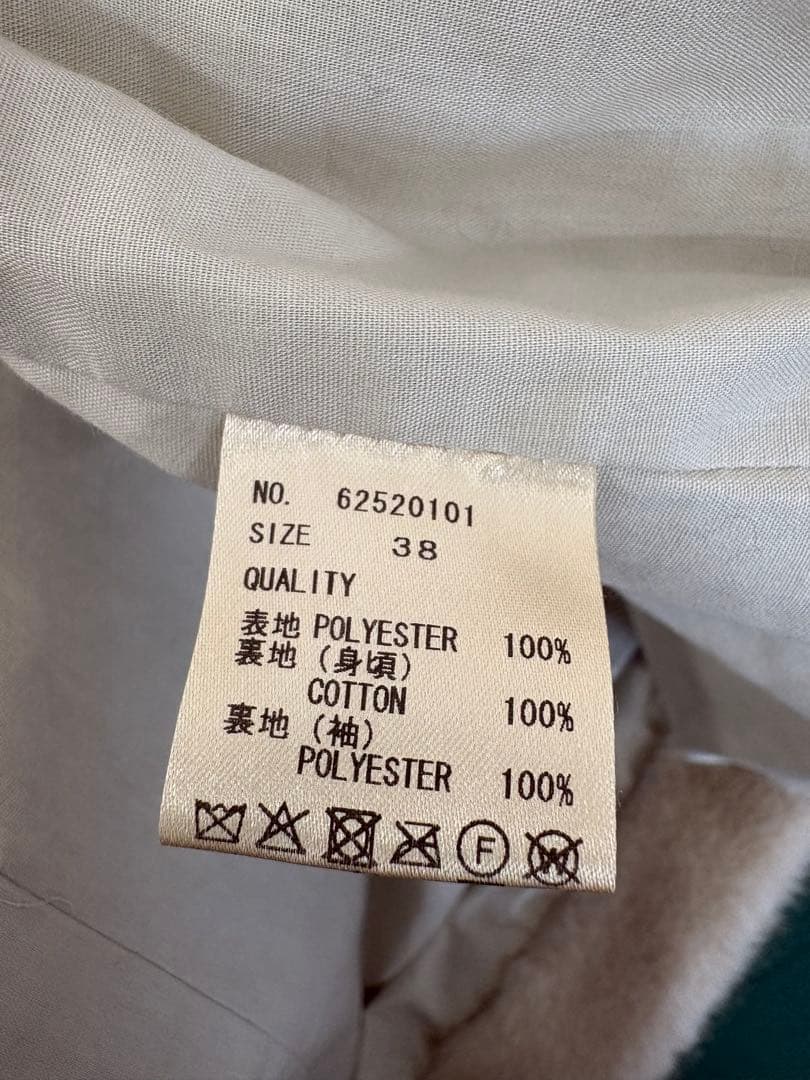 NO. 62520101
SIZE 38
QUALITY
表地 POLYESTER 100%
裏地 (身頃)
COTTON 100%
裏地 (袖)
POLYESTER 100%
F W